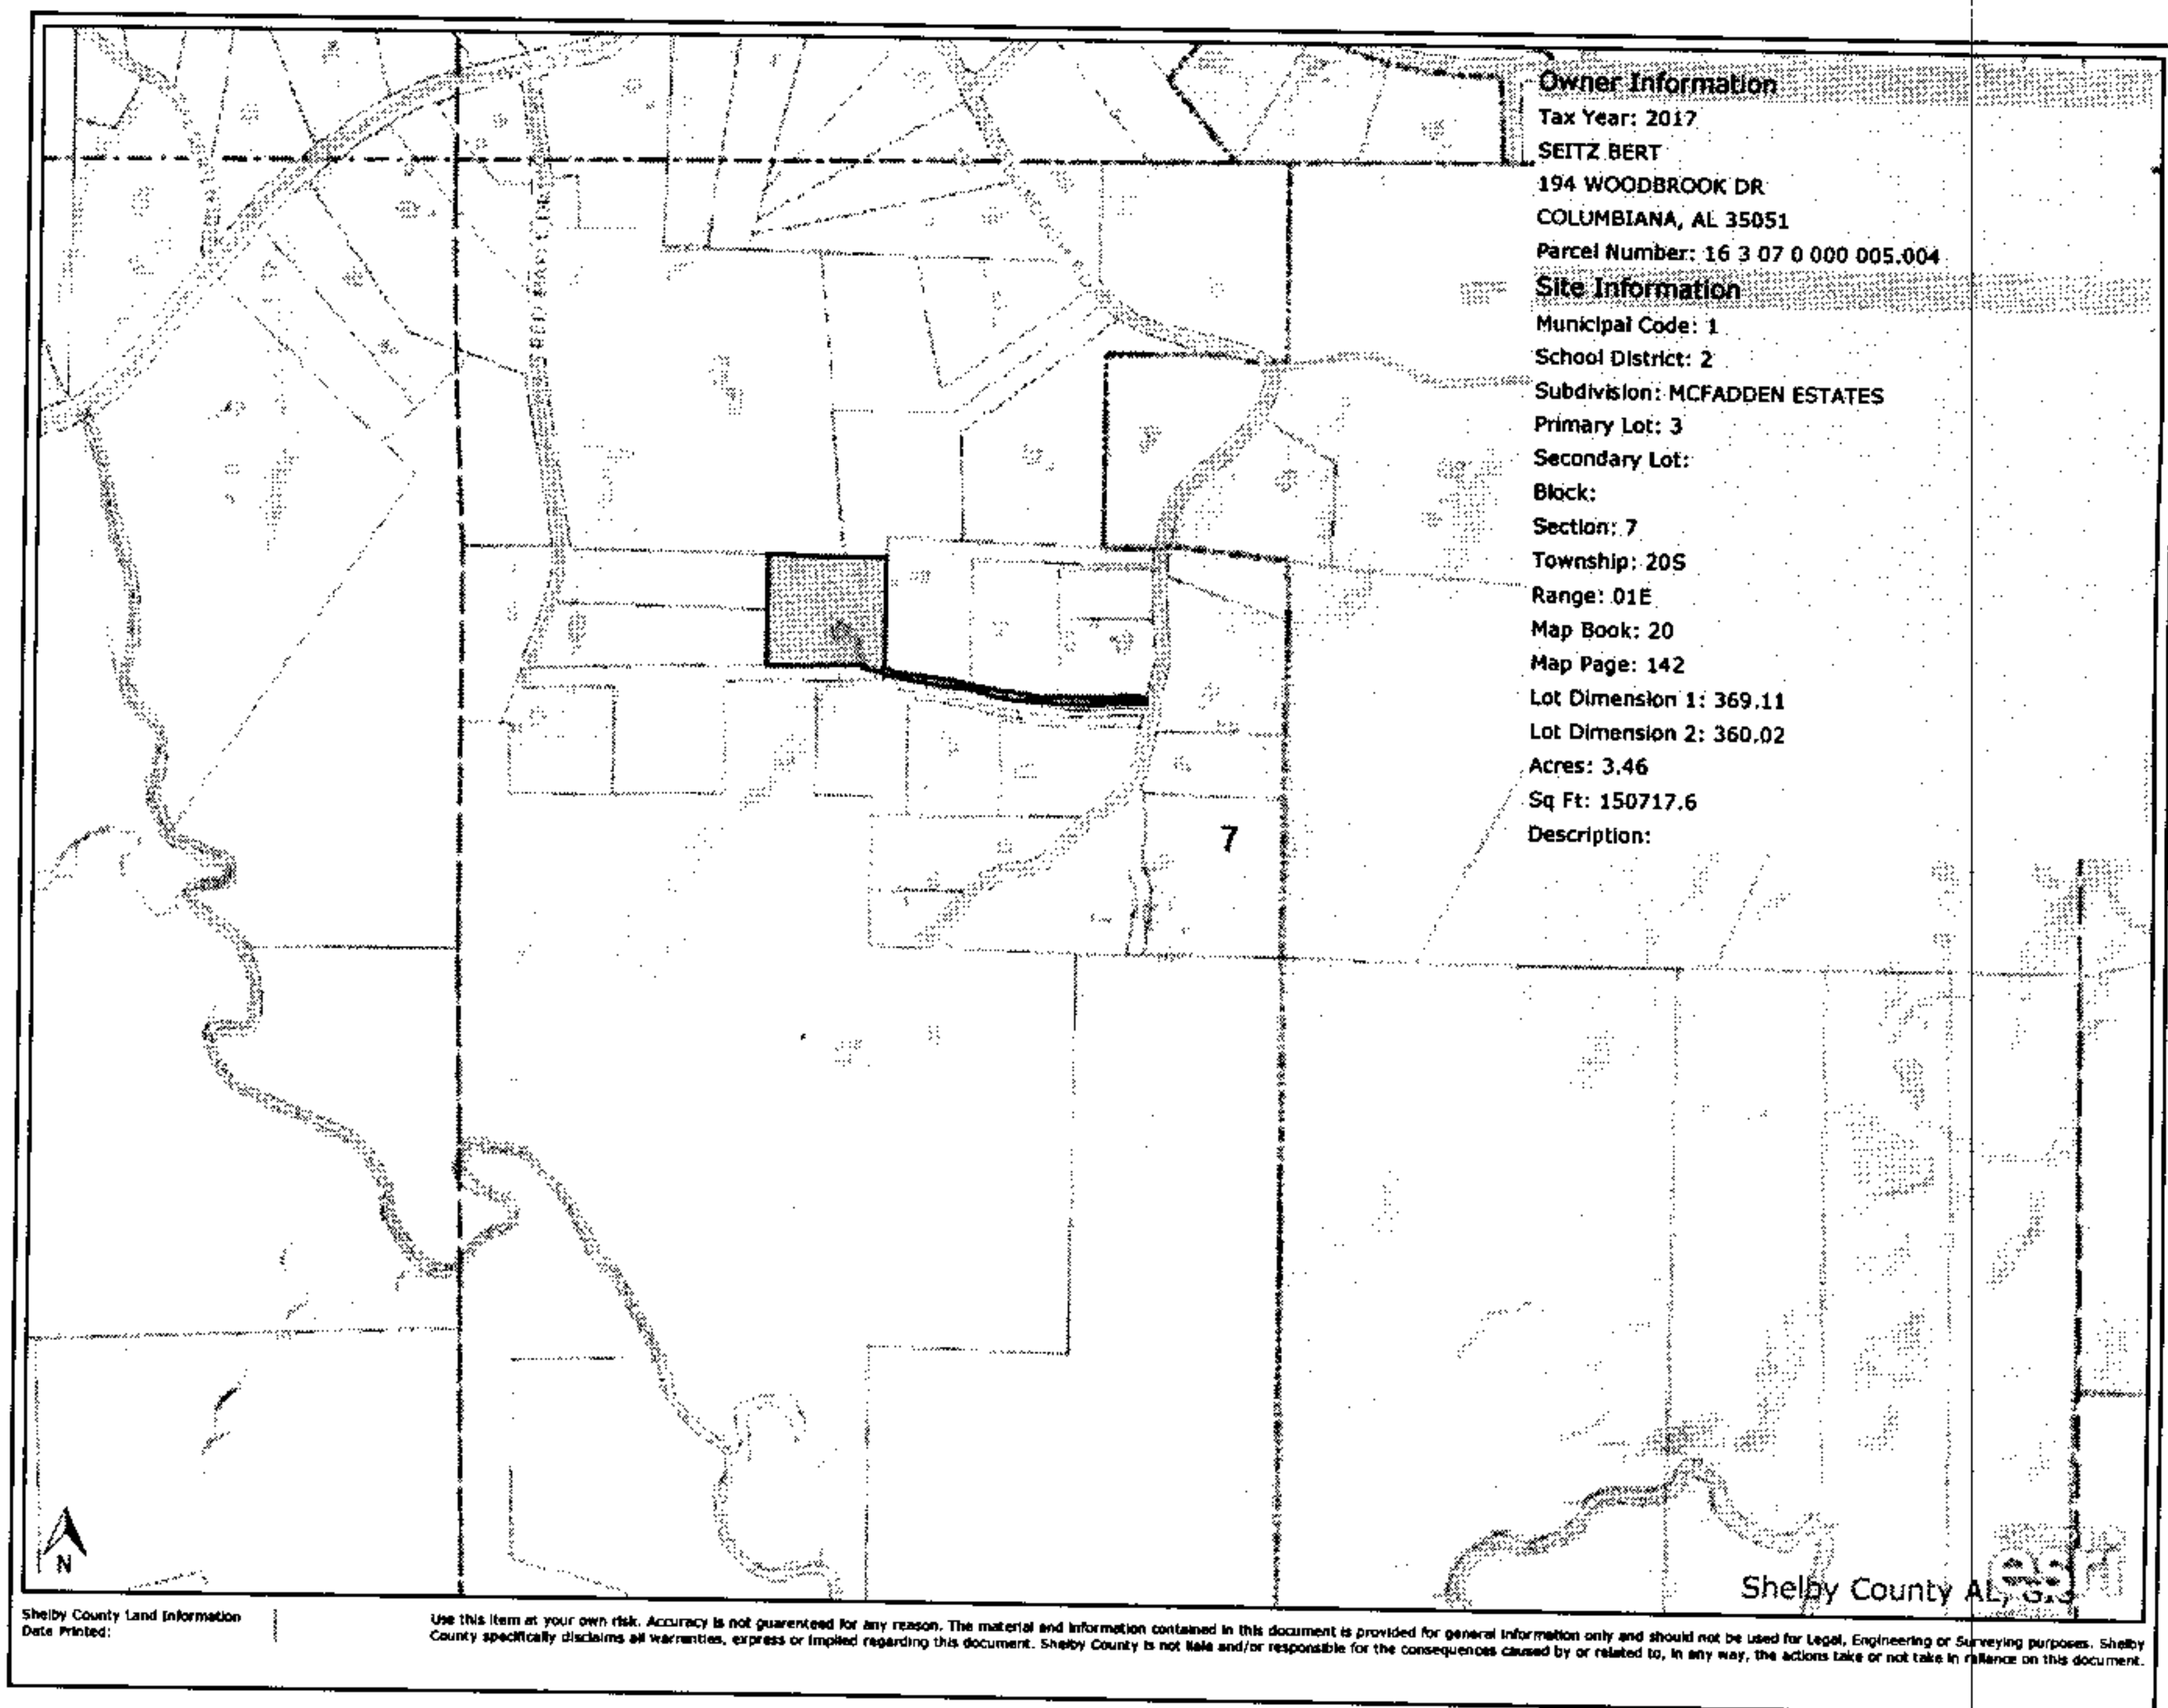 Owner Information
Tax Year: 2017
SEITZ BERT
194 WOODBROOK DR
COLUMBIANA, AL 35051
Parcel Number: 16 3 07 0 000 005.004
Site Information
Municipal Code: 1
School District: 2
Subdivision: MCFADDEN ESTATES
Primary Lot: 3
Secondary Lot:
Block:
Section: 7
Township: 20S
Range: 01E
Map Book: 20
Map Page: 142
Lot Dimension 1: 369.11
Lot Dimension 2: 360.02
Acres: 3.46
Sq Ft: 150717.6
Description:
7
N
Shelby County AL,
Shelby County Land Information
Date Printed:
Use this item at your own risk. Accuracy is not guarenteed for any reason. The material and information contained in this document is provided for general information only and should not be used for Legal, Engineering or Surveying purposes. Shelby
County specifically disclaims all warranties, express or implied regarding this document. Shelby County is not liale and/or responsible for the consequences caused by or related to, in any way, the actions take or not take in reliance on this document.